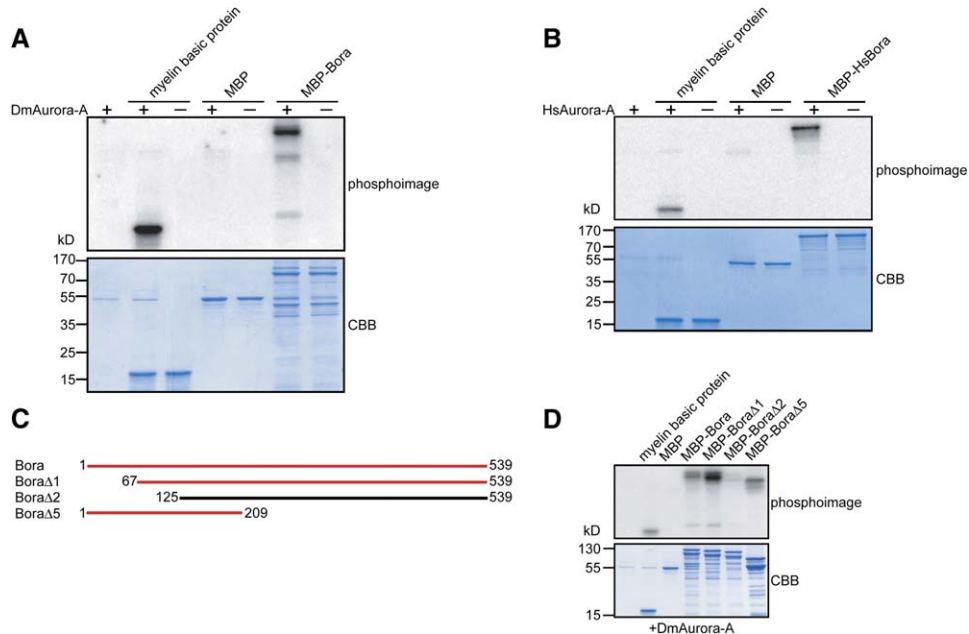 A
myelin basic protein
MBP
MBP-Bora
DmAurora-A + + – + – + –
phosphoimage
kD
170
70
55
35
25
15
CBB
B
myelin basic protein
MBP
MBP-HsBora
HsAurora-A + + – + – + –
phosphoimage
kD
170
70
55
35
25
15
CBB
C
Bora 1 539
BoraΔ1 67 539
BoraΔ2 125 539
BoraΔ5 1 209
D
myelin basic protein
MBP
MBP-Bora
MBP-BoraΔ1
MBP-BoraΔ2
MBP-BoraΔ5
phosphoimage
kD
130
55
15
CBB
+DmAurora-A